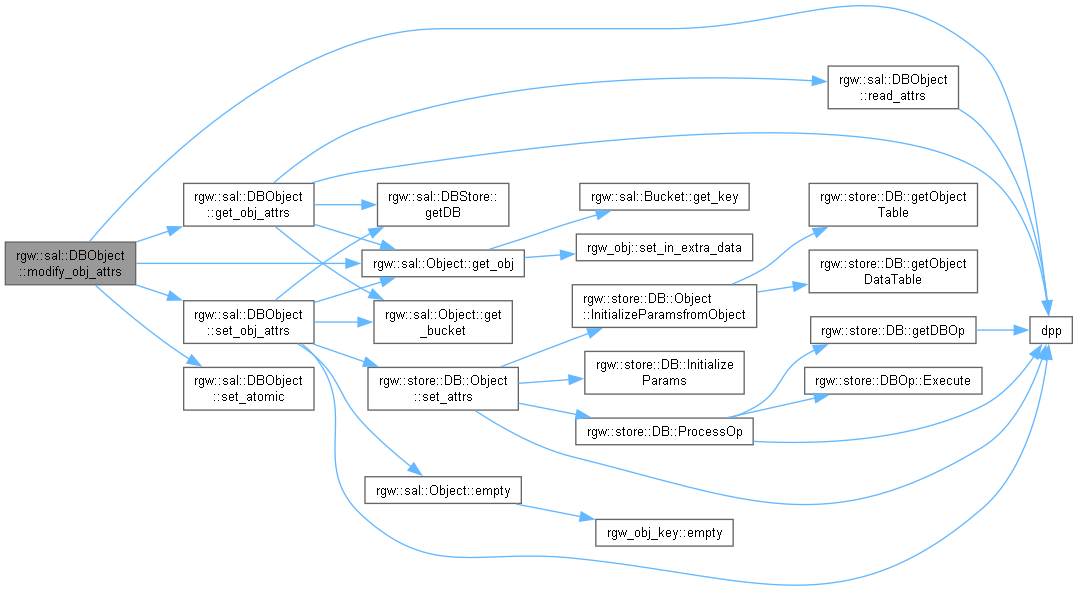 rgw::sal::DBObject
::modify_obj_attrs
rgw::sal::DBObject
::get_obj_attrs
rgw::sal::DBObject
::set_obj_attrs
rgw::sal::DBObject
::set_atomic
rgw::sal::DBStore::
getDB
rgw::sal::Object::get_obj
rgw::sal::Object::get
_bucket
rgw::store::DB::Object
::set_attrs
rgw::sal::Object::empty
rgw::sal::Bucket::get_key
rgw_obj::set_in_extra_data
rgw::store::DB::Object
::InitializeParamsfromObject
rgw::store::DB::Initialize
Params
rgw::store::DB::ProcessOp
rgw_obj_key::empty
rgw::sal::DBObject
::read_attrs
rgw::store::DB::getObject
Table
rgw::store::DB::getObject
DataTable
rgw::store::DB::getDBOp
rgw::store::DBOp::Execute
dpp